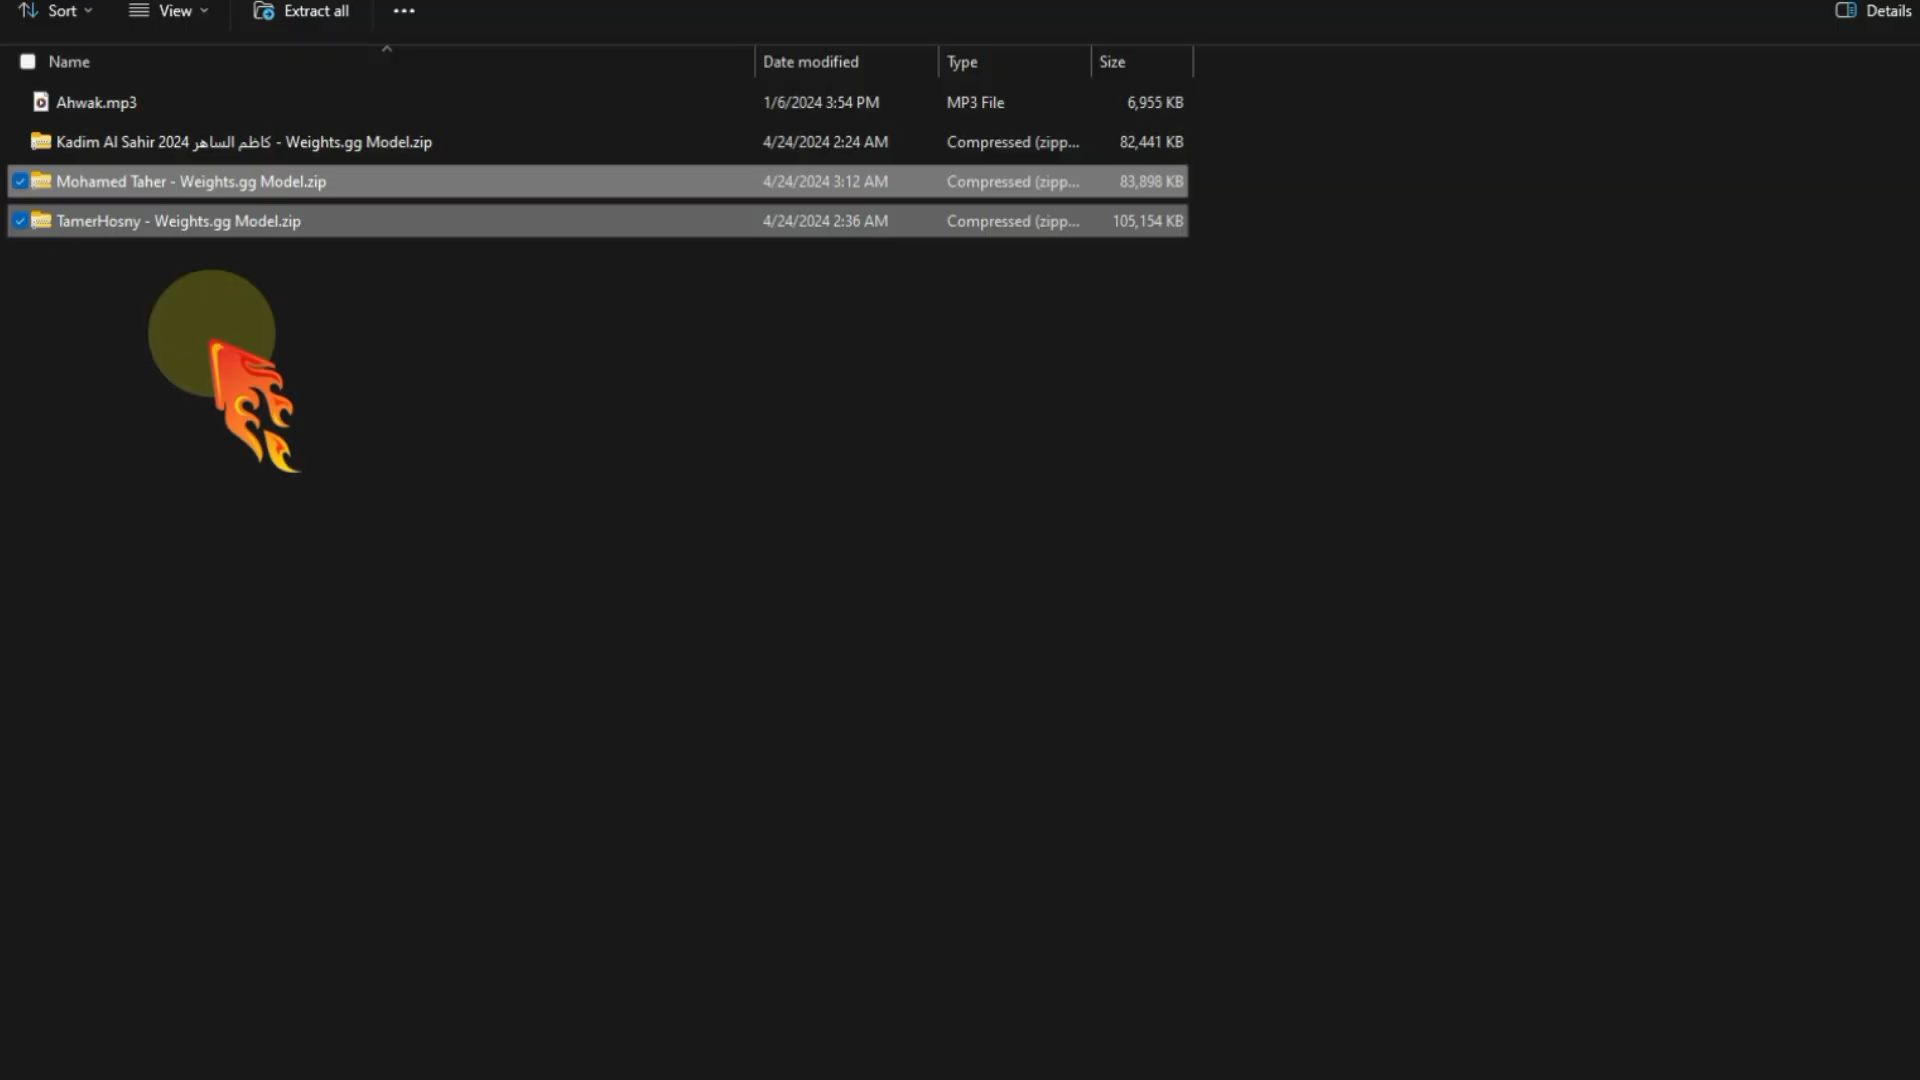 Sort View Extract all ••• Details
Name Date modified Type Size
Ahwak.mp3 1/6/2024 3:54 PM MP3 File 6,955 KB
Kadim Al Sahir 2024 كاظم الساهر - Weights.gg Model.zip 4/24/2024 2:24 AM Compressed (zipp... 82,441 KB
Mohamed Taher - Weights.gg Model.zip 4/24/2024 3:12 AM Compressed (zipp... 83,898 KB
TamerHosny - Weights.gg Model.zip 4/24/2024 2:36 AM Compressed (zipp... 105,154 KB